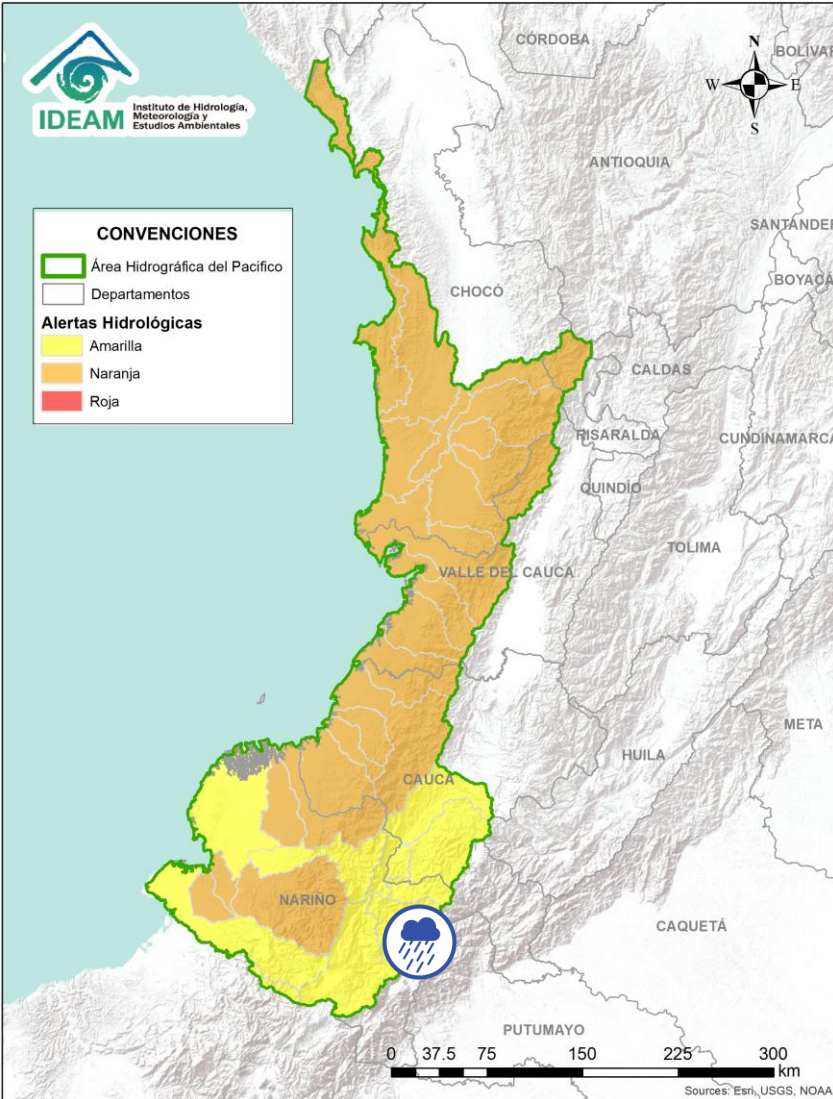 IDEAM
Instituto de Hidrología,
Meteorología y
Estudios Ambientales
CÓRDOBA
BOLÍVAR
N
W
E
S
ANTIOQUIA
SANTANDER
BOYACÁ
CONVENCIONES
Área Hidrográfica del Pacifico
Departamentos
Alertas Hidrológicas
Amarilla
Naranja
Roja
CHOCÓ
CALDAS
RISARALDA
CUNDINAMARCA
QUINDÍO
TOLIMA
VALLE DEL CAUCA
META
HUILA
CAUCA
NARIÑO
CAQUETÁ
PUTUMAYO
0 37.5 75 150 225 300
km
Sources: Esri, USGS, NOAA